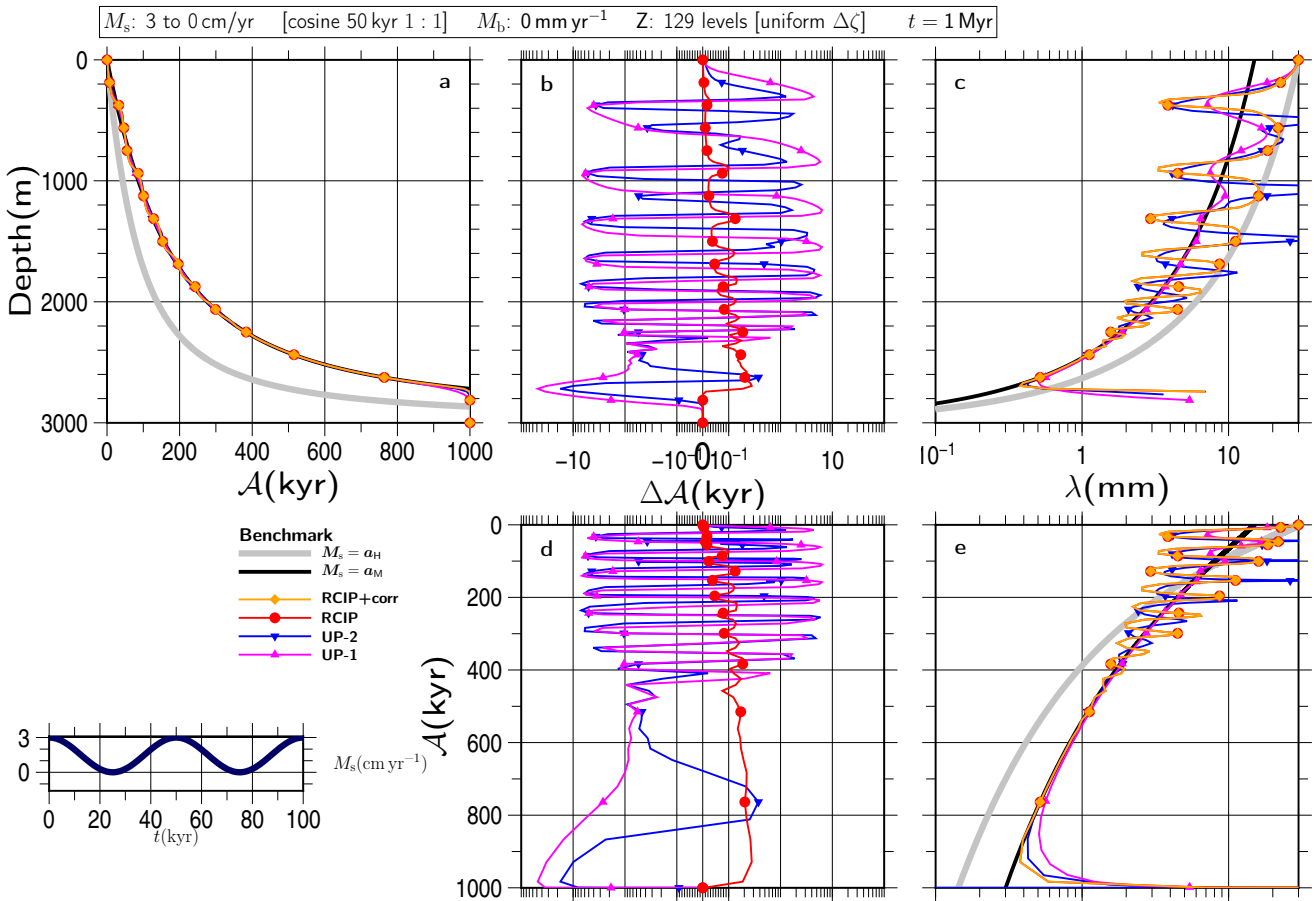 Mₛ: 3 to 0 cm/yr [cosine 50 kyr 1 : 1] M_b: 0 mm yr⁻¹ Z: 129 levels [uniform Δζ] t = 1 Myr
a b c
0
1000
2000
3000
Depth(m)
0 200 400 600 800 1000
𝒜(kyr)
−10 −10⁻¹ 0 10⁻¹ 10
Δ𝒜(kyr)
10⁻¹ 1 10
λ(mm)
d e
0
200
400
600
800
1000
𝒜(kyr)
Benchmark
Mₛ = a_H
Mₛ = a_M
RCIP+corr
RCIP
UP-2
UP-1
3
0
Mₛ(cm yr⁻¹)
0 20 40 60 80 100
t(kyr)